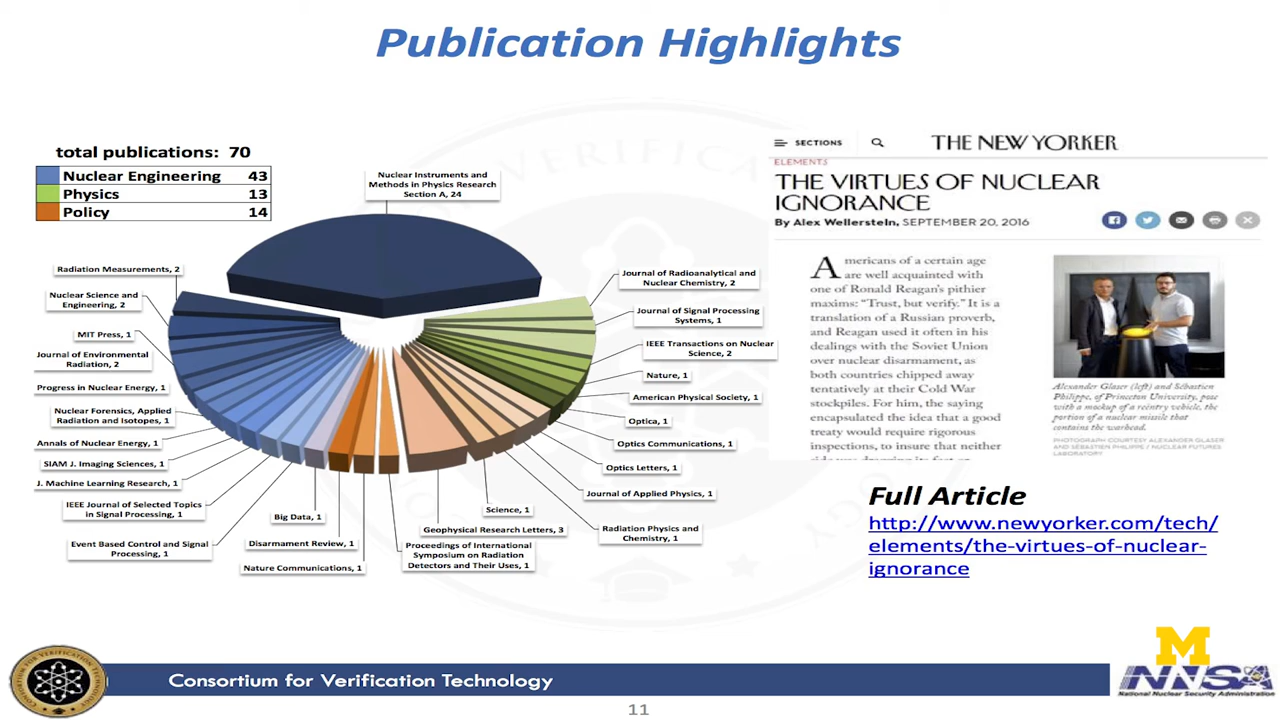 Publication Highlights
total publications: 70
Nuclear Engineering 43
Physics 13
Policy 14
Nuclear Instruments and
Methods in Physics Research
Section A, 24
Radiation Measurements, 2
Nuclear Science and
Engineering, 2
MIT Press, 1
Journal of Environmental
Radiation, 2
Progress in Nuclear Energy, 1
Nuclear Forensics, Applied
Radiation and Isotopes, 1
Annals of Nuclear Energy, 1
SIAM J. Imaging Sciences, 1
J. Machine Learning Research, 1
IEEE Journal of Selected Topics
in Signal Processing, 1
Event Based Control and Signal
Processing, 1
Big Data, 1
Disarmament Review, 1
Nature Communications, 1
Proceedings of International
Symposium on Radiation
Detectors and Their Uses, 1
Geophysical Research Letters, 3
Science, 1
Radiation Physics and
Chemistry, 1
Journal of Applied Physics, 1
Optics Letters, 1
Optics Communications, 1
Optica, 1
American Physical Society, 1
Nature, 1
IEEE Transactions on Nuclear
Science, 2
Journal of Signal Processing
Systems, 1
Journal of Radioanalytical and
Nuclear Chemistry, 2
SECTIONS
THE NEW YORKER
ELEMENTS
THE VIRTUES OF NUCLEAR
IGNORANCE
By Alex Wellerstein, SEPTEMBER 20, 2016
Americans of a certain age
are well acquainted with
one of Ronald Reagan's pithier
maxims: "Trust, but verify." It is a
translation of a Russian proverb,
and Reagan used it often in his
dealings with the Soviet Union
over nuclear disarmament, as
both countries chipped away
tentatively at their Cold War
stockpiles. For him, the saying
encapsulated the idea that a good
treaty would require rigorous
inspections, to insure that neither
Alexander Glaser (left) and Sébastien
Philippe, of Princeton University, pose
with a mockup of a reëntry vehicle, the
portion of a nuclear missile that
contains the warhead.
PHOTOGRAPH COURTESY ALEXANDER GLASER
AND SÉBASTIEN PHILIPPE / NUCLEAR FUTURES
LABORATORY
Full Article
http://www.newyorker.com/tech/
elements/the-virtues-of-nuclear-
ignorance
Consortium for Verification Technology
M
NNSA
National Nuclear Security Administration
11